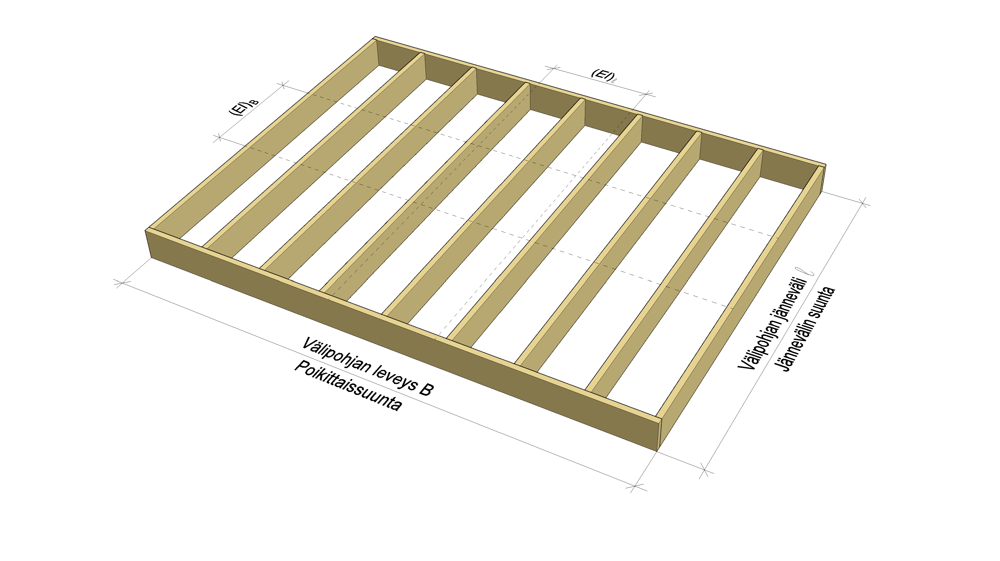 (EI)ℓ
(EI)B
Välipohjan jänneväli ℓ
Jännevälin suunta
Välipohjan leveys B
Poikittaissuunta